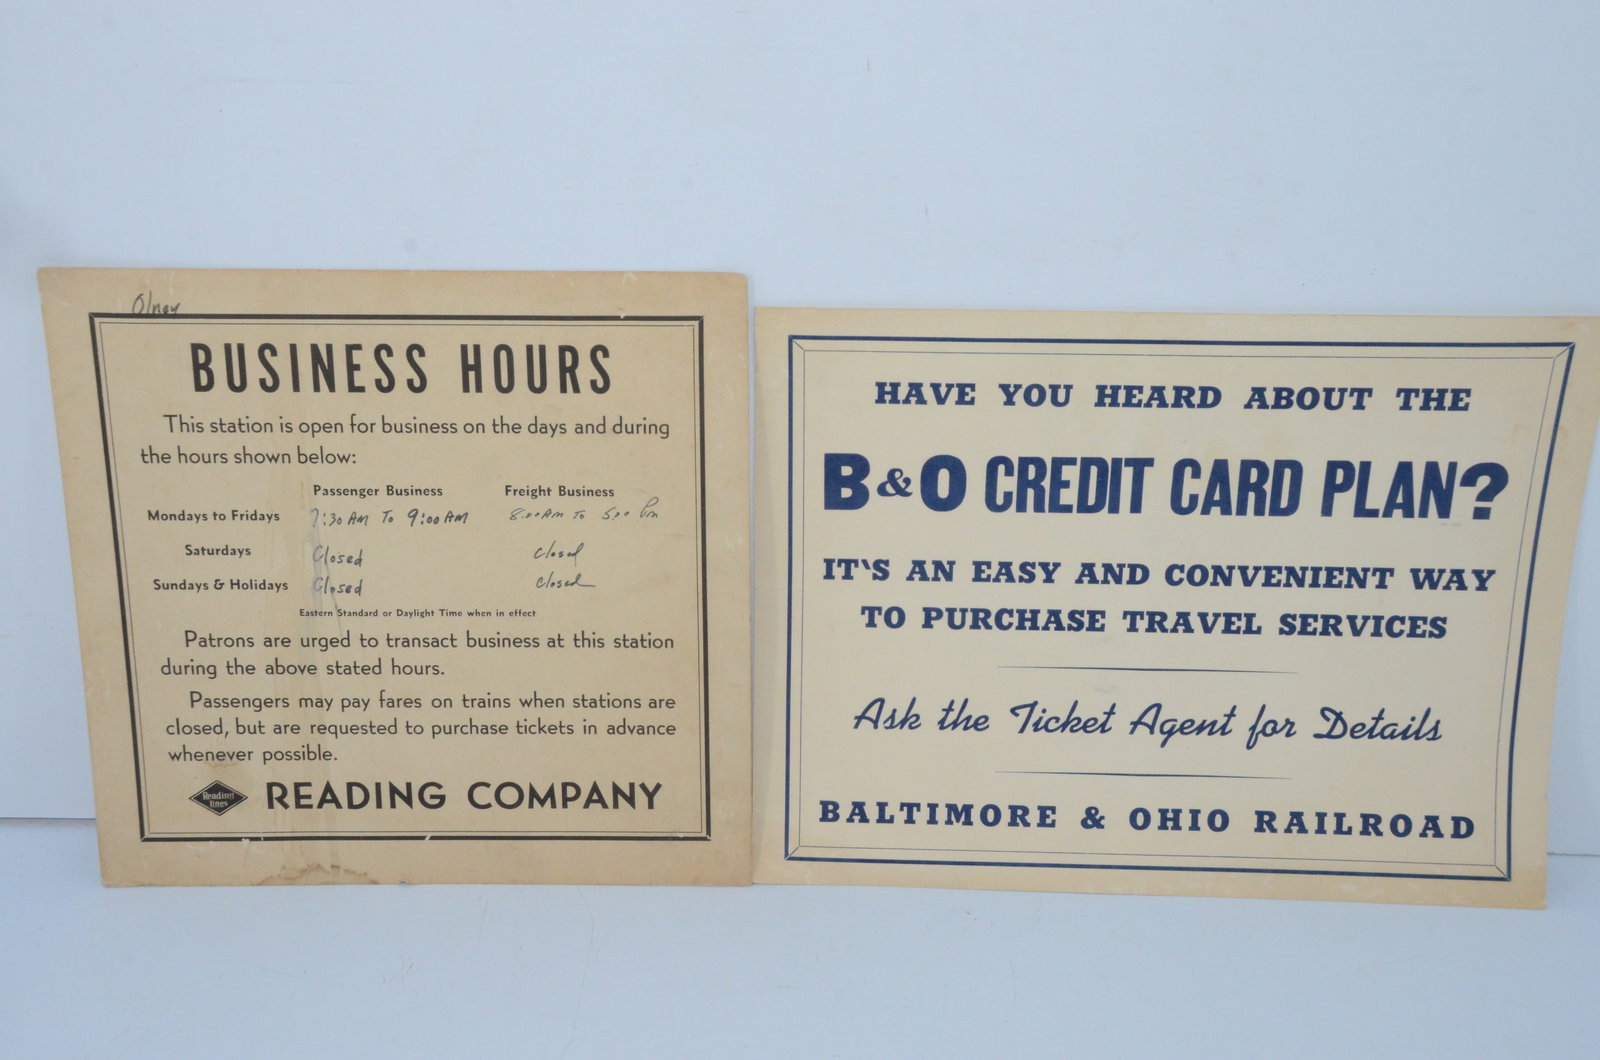 Olney
BUSINESS HOURS
This station is open for business on the days and during
the hours shown below:
Passenger Business Freight Business
Mondays to Fridays 7:30 AM To 9:00 AM 8:00 AM To 5:00 Pm
Saturdays Closed Closed
Sundays & Holidays Closed Closed
Eastern Standard or Daylight Time when in effect
Patrons are urged to transact business at this station
during the above stated hours.
Passengers may pay fares on trains when stations are
closed, but are requested to purchase tickets in advance
whenever possible.
Reading
Lines
READING COMPANY
HAVE YOU HEARD ABOUT THE
B & O CREDIT CARD PLAN?
IT'S AN EASY AND CONVENIENT WAY
TO PURCHASE TRAVEL SERVICES
Ask the Ticket Agent for Details
BALTIMORE & OHIO RAILROAD